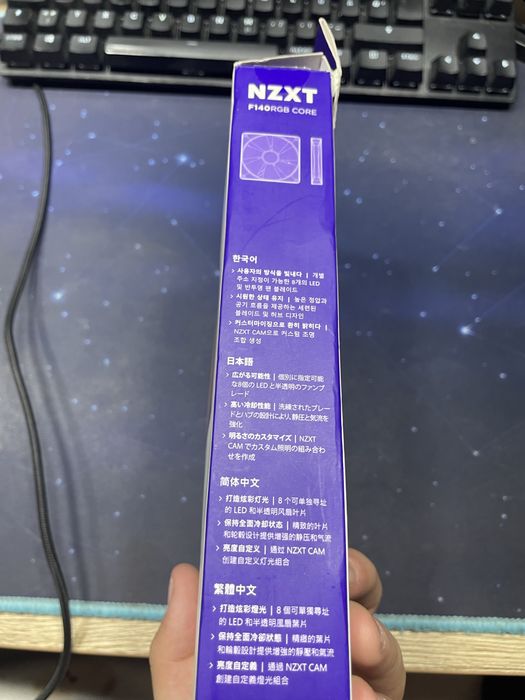 NZXT
F140RGB CORE
한국어
› 사용자의 방식을 빛내다 | 개별
주소 지정이 가능한 8개의 LED
및 반투명 팬 블레이드
› 시원한 상태 유지 | 높은 정압과
공기 흐름을 제공하는 세련된
블레이드 및 허브 디자인
› 커스터마이징으로 환히 밝히다 |
NZXT CAM으로 커스텀 조명
조합 생성
日本語
› 広がる可能性 | 個別に指定可能
な8個の LED と半透明のファンブ
レード
› 高い冷却性能 | 洗練されたブレー
ドとハブの設計により、静圧と気流を
強化
› 明るさのカスタマイズ | NZXT
CAM でカスタム照明の組み合わ
せを作成
简体中文
› 打造炫彩灯光 | 8 个可单独寻址
的 LED 和半透明风扇叶片
› 保持全面冷却状态 | 精致的叶片
和轮毂设计提供增强的静压和气流
› 亮度自定义 | 通过 NZXT CAM
创建自定义灯光组合
繁體中文
› 打造炫彩燈光 | 8 個可單獨尋址
的 LED 和半透明風扇葉片
› 保持全面冷卻狀態 | 精緻的葉片
和輪轂設計提供增強的靜壓和氣流
› 亮度自定義 | 通過 NZXT CAM
創建自定義燈光組合